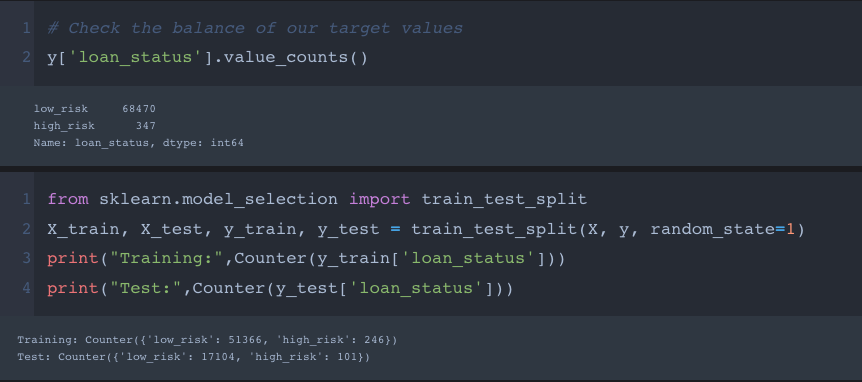 1 # Check the balance of our target values
2 y['loan_status'].value_counts()
low_risk     68470
high_risk      347
Name: loan_status, dtype: int64
1 from sklearn.model_selection import train_test_split
2 X_train, X_test, y_train, y_test = train_test_split(X, y, random_state=1)
3 print("Training:",Counter(y_train['loan_status']))
4 print("Test:",Counter(y_test['loan_status']))
Training: Counter({'low_risk': 51366, 'high_risk': 246})
Test: Counter({'low_risk': 17104, 'high_risk': 101})